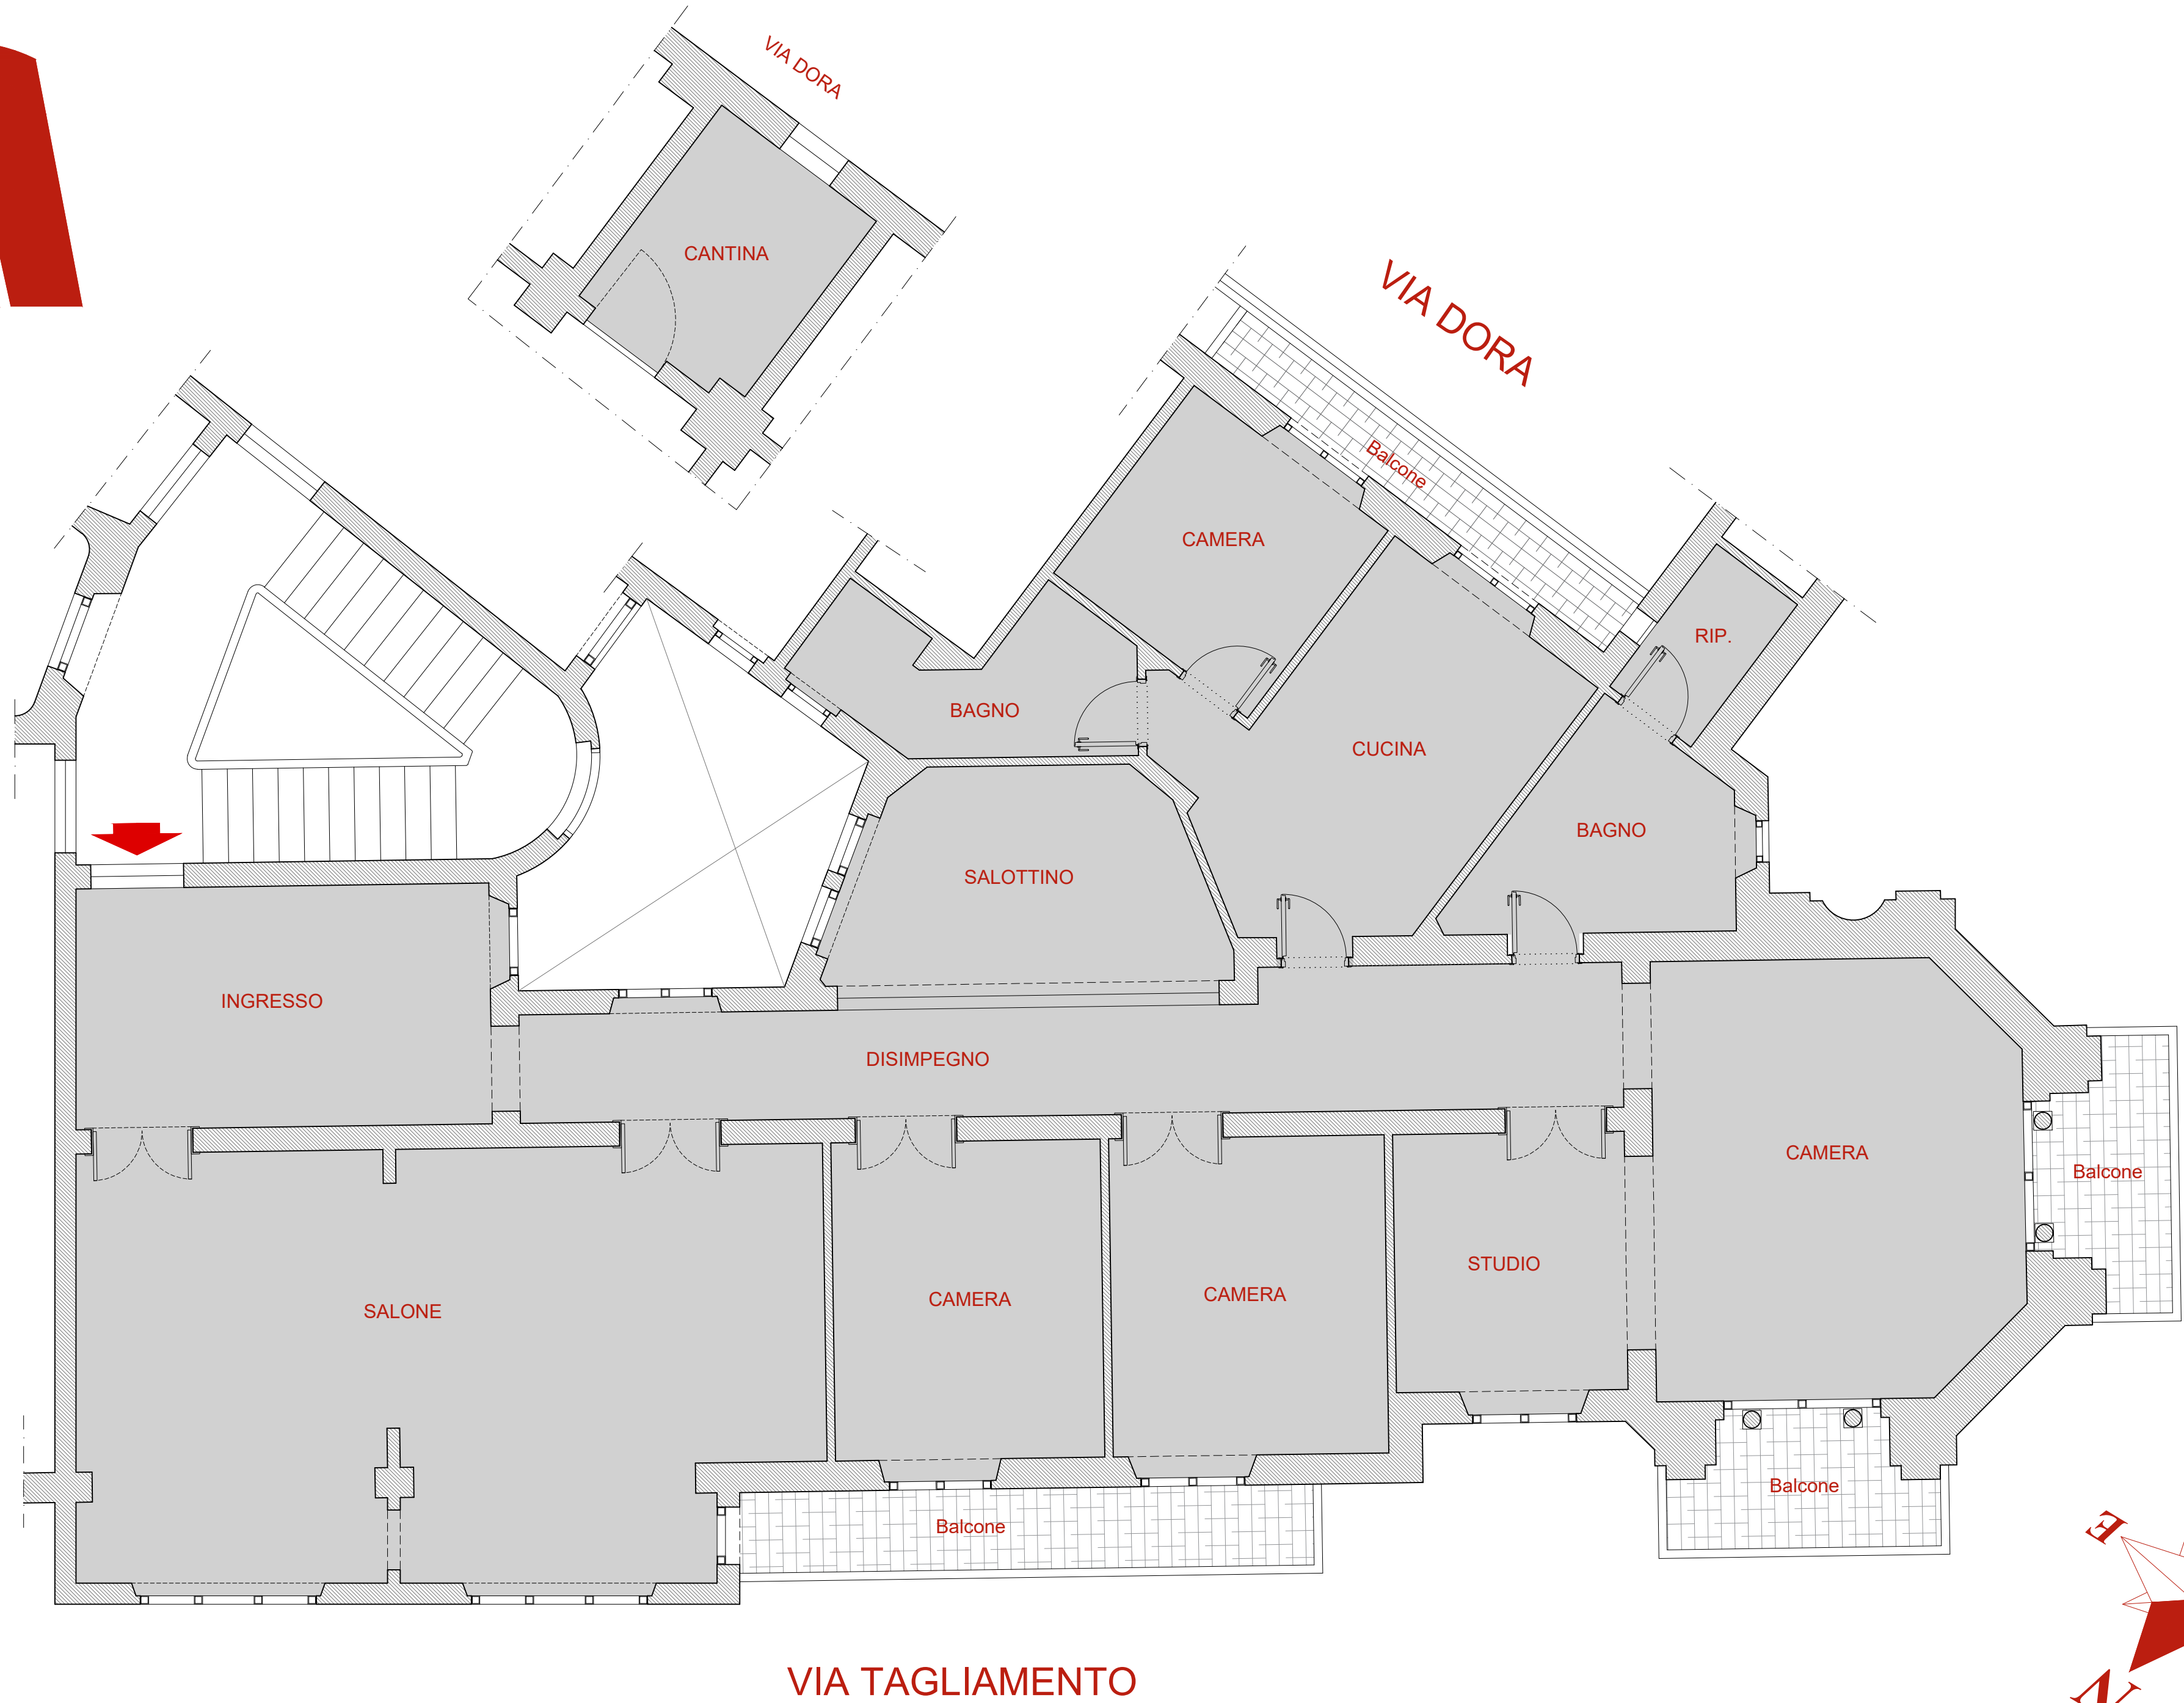 VIA DORA
CANTINA
VIA DORA
Balcone
CAMERA
RIP.
BAGNO
CUCINA
BAGNO
SALOTTINO
INGRESSO
DISIMPEGNO
CAMERA
Balcone
STUDIO
CAMERA
CAMERA
SALONE
Balcone
Balcone
E
N
VIA TAGLIAMENTO